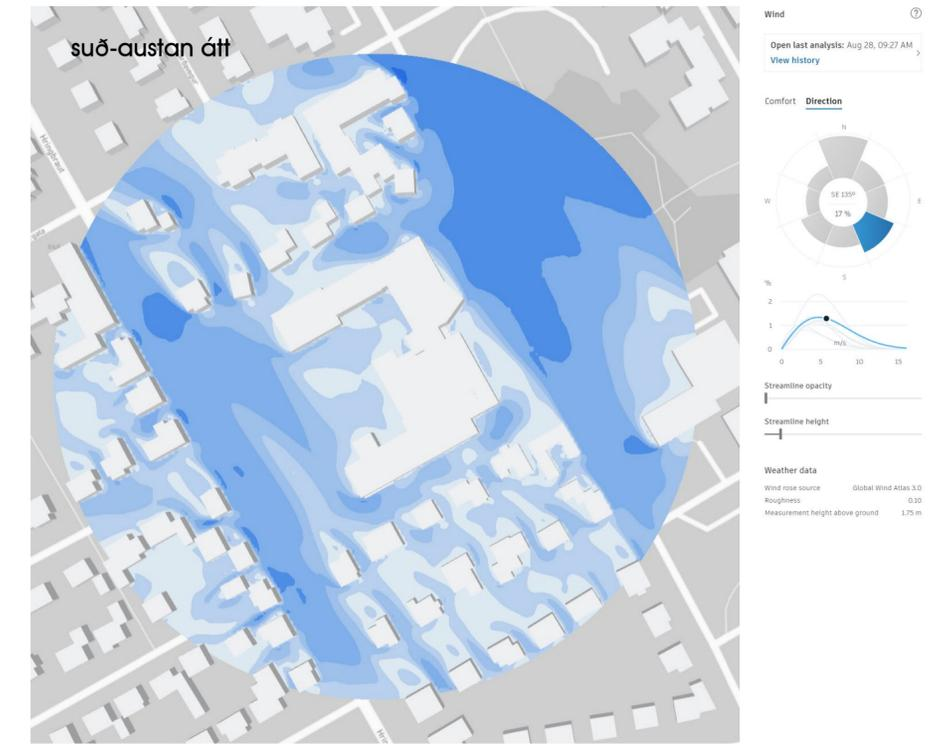 suð-austan átt
Hringbraut
Wind
Open last analysis: Aug 28, 09:27 AM
View history
Comfort Direction
N
W
E
S
SE 135º
17 %
%
2
1
0
m/s
0 5 10 15
Streamline opacity
Streamline height
Weather data
Wind rose source Global Wind Atlas 3.0
Roughness 0.10
Measurement height above ground 1.75 m